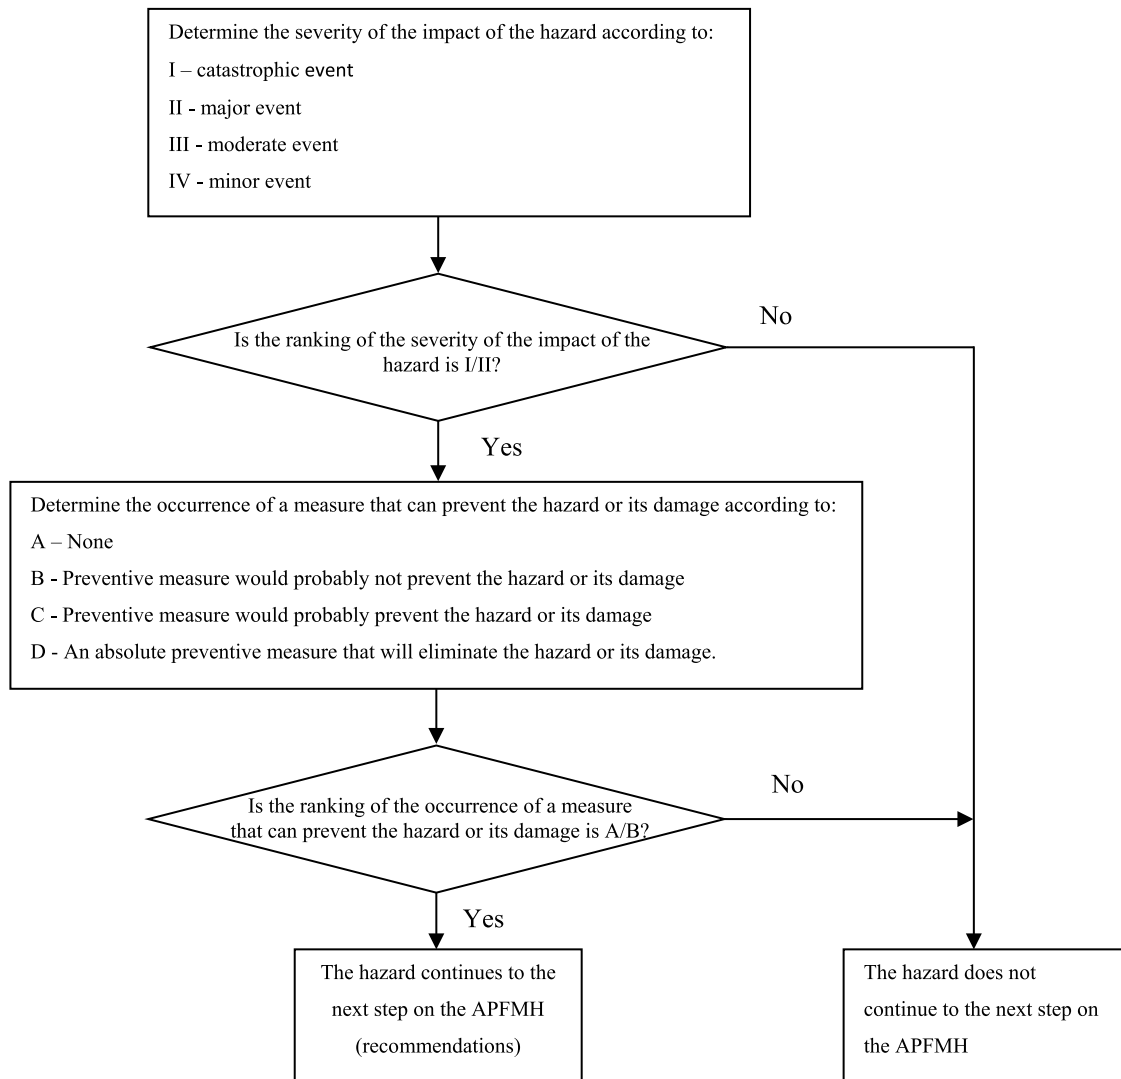 Determine the severity of the impact of the hazard according to:
I – catastrophic event
II - major event
III - moderate event
IV - minor event
Is the ranking of the severity of the impact of the
hazard is I/II?
No
Yes
Determine the occurrence of a measure that can prevent the hazard or its damage according to:
A – None
B - Preventive measure would probably not prevent the hazard or its damage
C - Preventive measure would probably prevent the hazard or its damage
D - An absolute preventive measure that will eliminate the hazard or its damage.
Is the ranking of the occurrence of a measure
that can prevent the hazard or its damage is A/B?
No
Yes
The hazard continues to the
next step on the APFMH
(recommendations)
The hazard does not
continue to the next step on
the APFMH